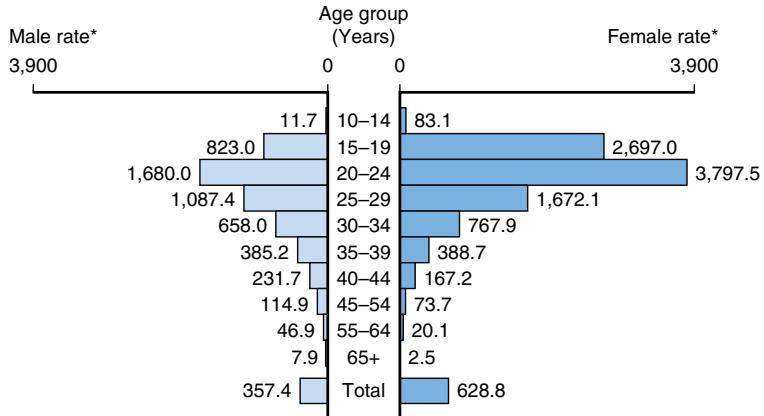 Age group
Male rate* (Years) Female rate*
3,900 0 0 3,900
11.7 10–14 83.1
823.0 15–19 2,697.0
1,680.0 20–24 3,797.5
1,087.4 25–29 1,672.1
658.0 30–34 767.9
385.2 35–39 388.7
231.7 40–44 167.2
114.9 45–54 73.7
46.9 55–64 20.1
7.9 65+ 2.5
357.4 Total 628.8